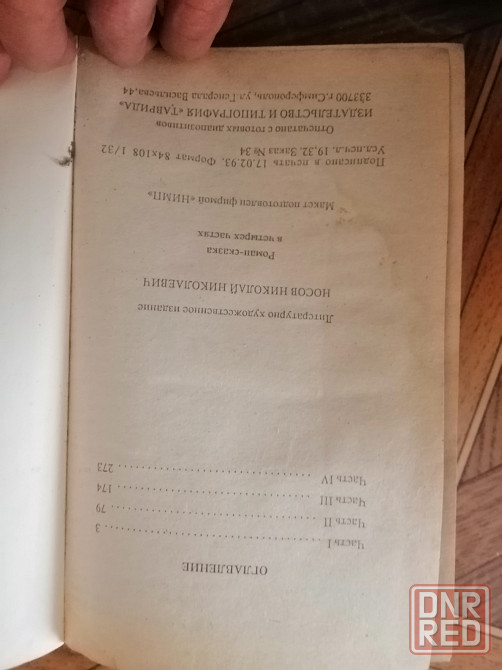 ОГЛАВЛЕНИЕ
Часть I . . . . . . . . . . . . . . . . . . . . . . . . . . . . 3
Часть II . . . . . . . . . . . . . . . . . . . . . . . . . . . . 79
Часть III . . . . . . . . . . . . . . . . . . . . . . . . . . . . 174
Часть IV . . . . . . . . . . . . . . . . . . . . . . . . . . . . 273
Литературно художественное издание
НОСОВ НИКОЛАЙ НИКОЛАЕВИЧ
Роман-сказка
в четырех частях
Макет подготовлен фирмой «НИМП»
Подписано в печать 17.02.93. Формат 84х108 1/32
Усл.печ.л. 19,32. Заказ № 34
Отпечатано с готовых диапозитивов
ИЗДАТЕЛЬСТВО И ТИПОГРАФИЯ "ТАВРИДА"
333700 г.Симферополь, ул. Генерала Васильева,44
DNR
RED